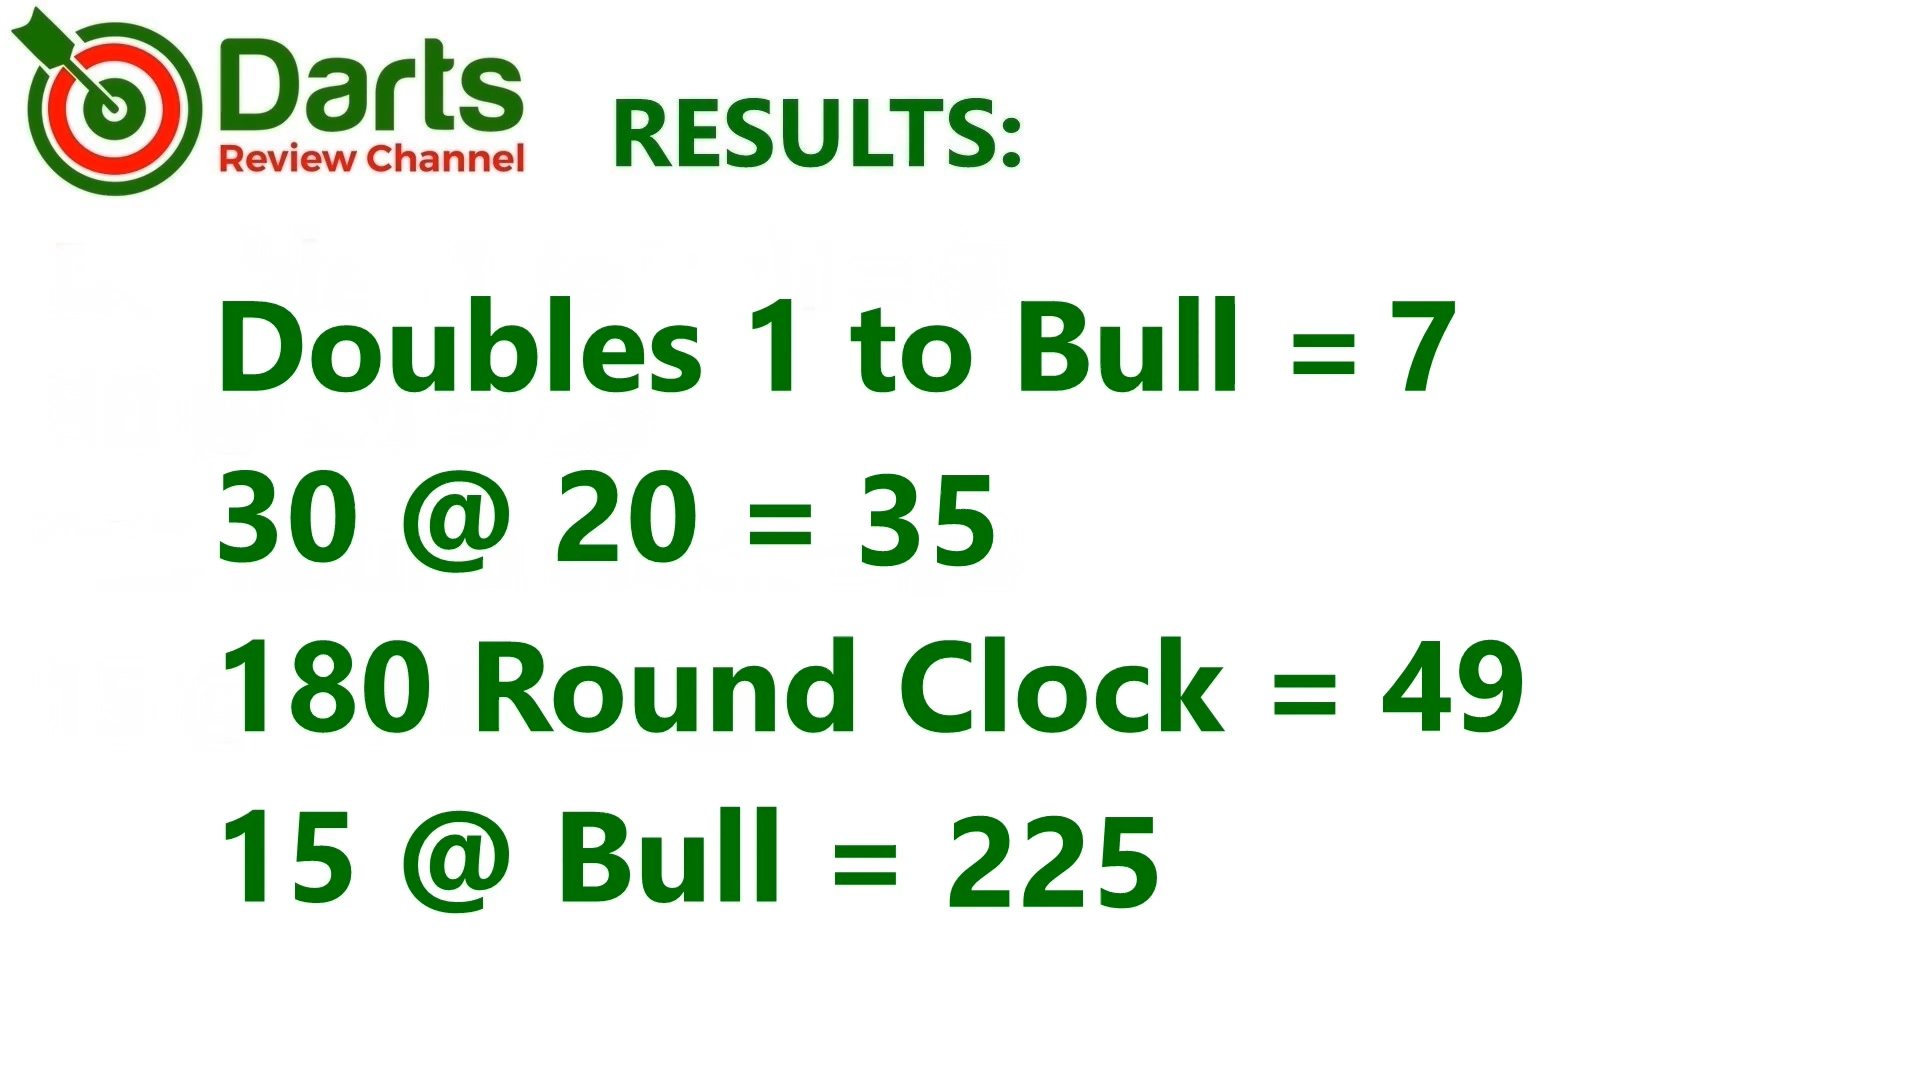 Darts
Review Channel
RESULTS:
Doubles 1 to Bull = 7
30 @ 20 = 35
180 Round Clock = 49
15 @ Bull = 225